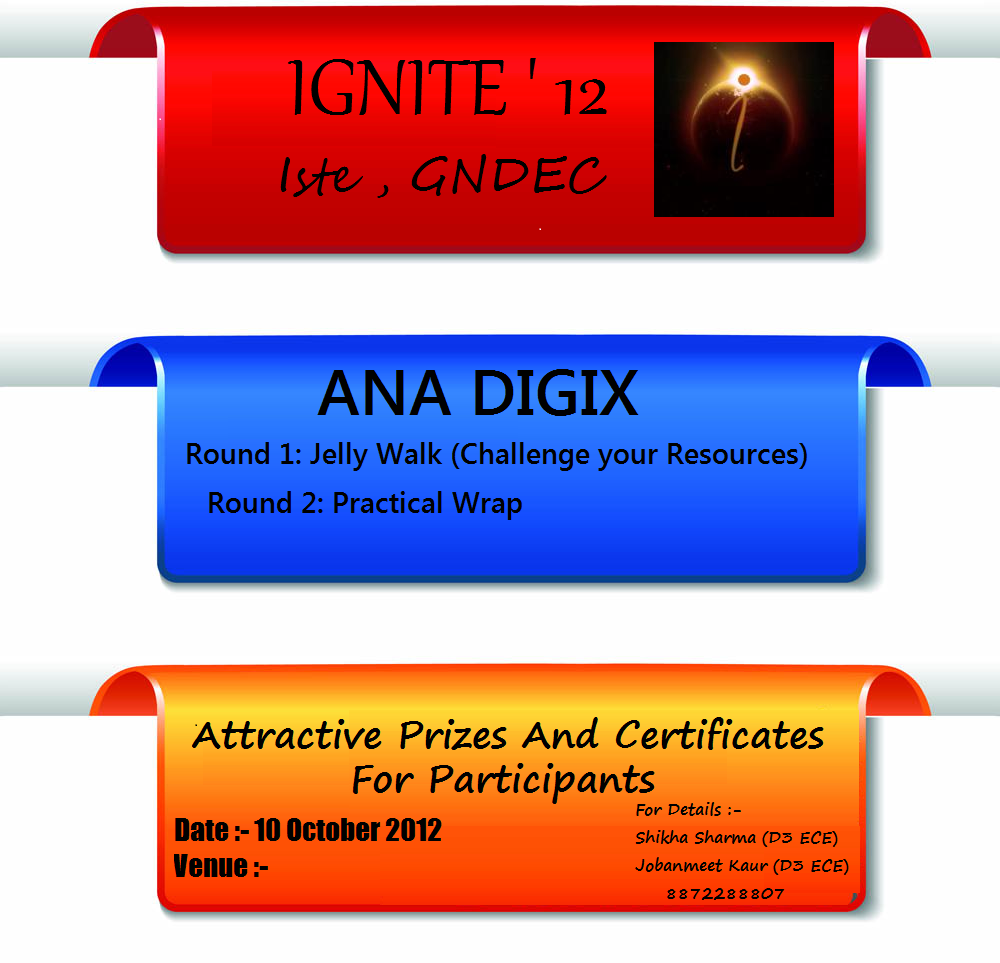 IGNITE ' 12
Iste , GNDEC
ANA DIGIX
Round 1: Jelly Walk (Challenge your Resources)
Round 2: Practical Wrap
Attractive Prizes And Certificates
For Participants
Date :- 10 October 2012
Venue :-
For Details :-
Shikha Sharma (D3 ECE)
Jobanmeet Kaur (D3 ECE)
8872288807